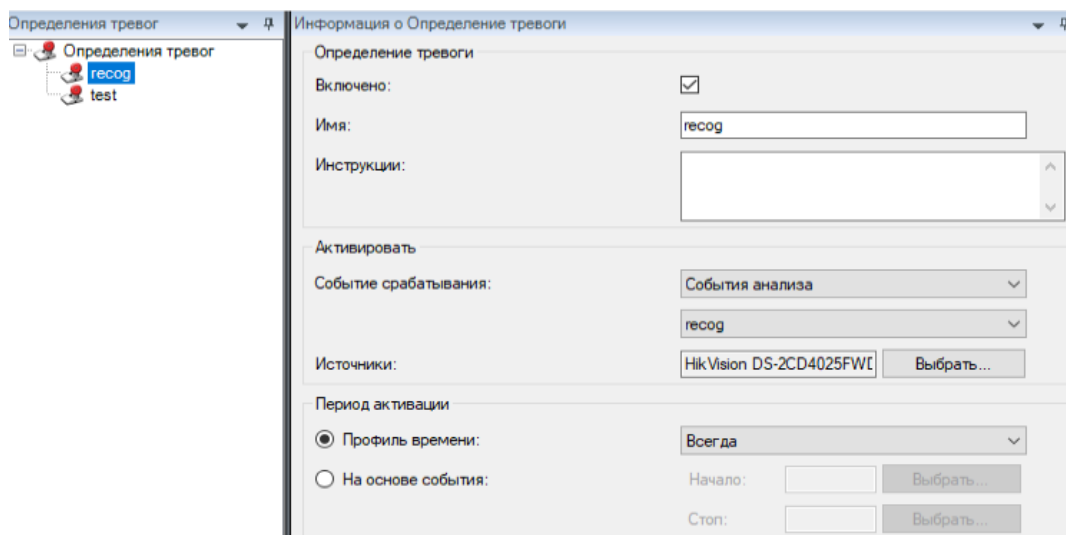 Определения тревог
Определения тревог
recog
test
Информация о Определение тревоги
Определение тревоги
Включено:
Имя: recog
Инструкции:
Активировать
Событие срабатывания: События анализа
recog
Источники: HikVision DS-2CD4025FWD Выбрать...
Период активации
Профиль времени: Всегда
На основе события: Начало: Выбрать...
Стоп: Выбрать...